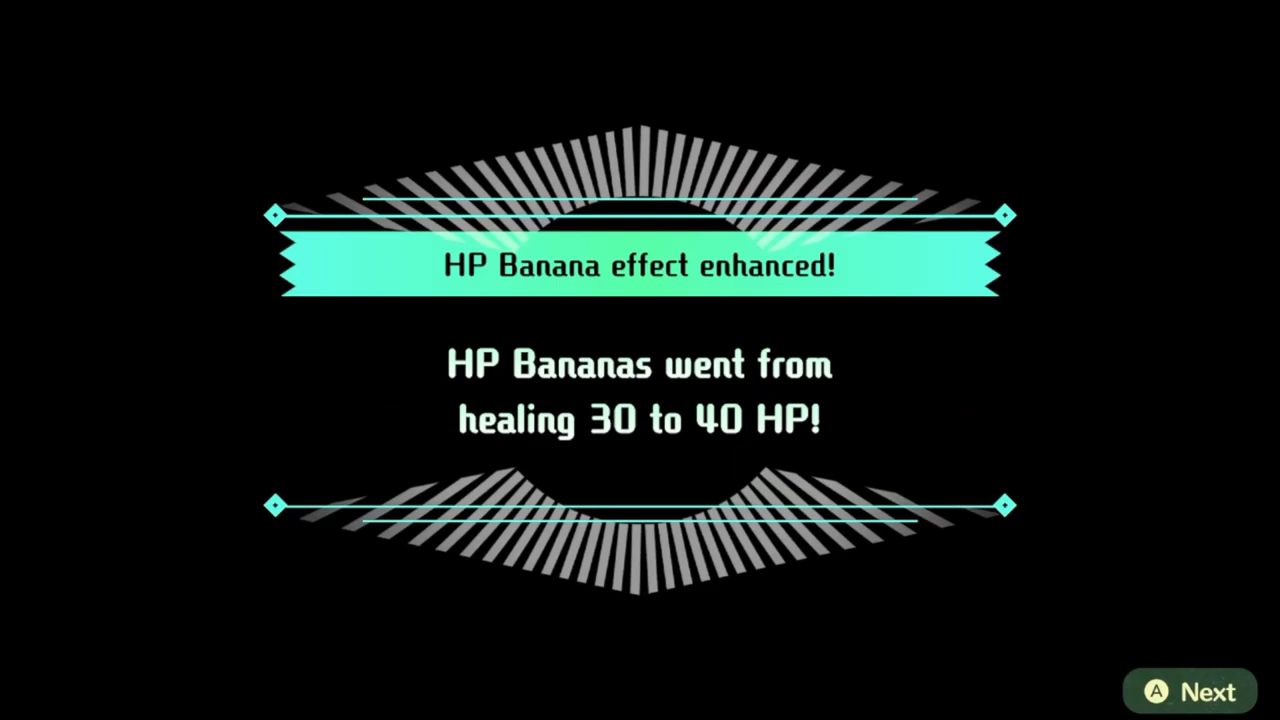 HP Banana effect enhanced!
HP Bananas went from
healing 30 to 40 HP!
A Next